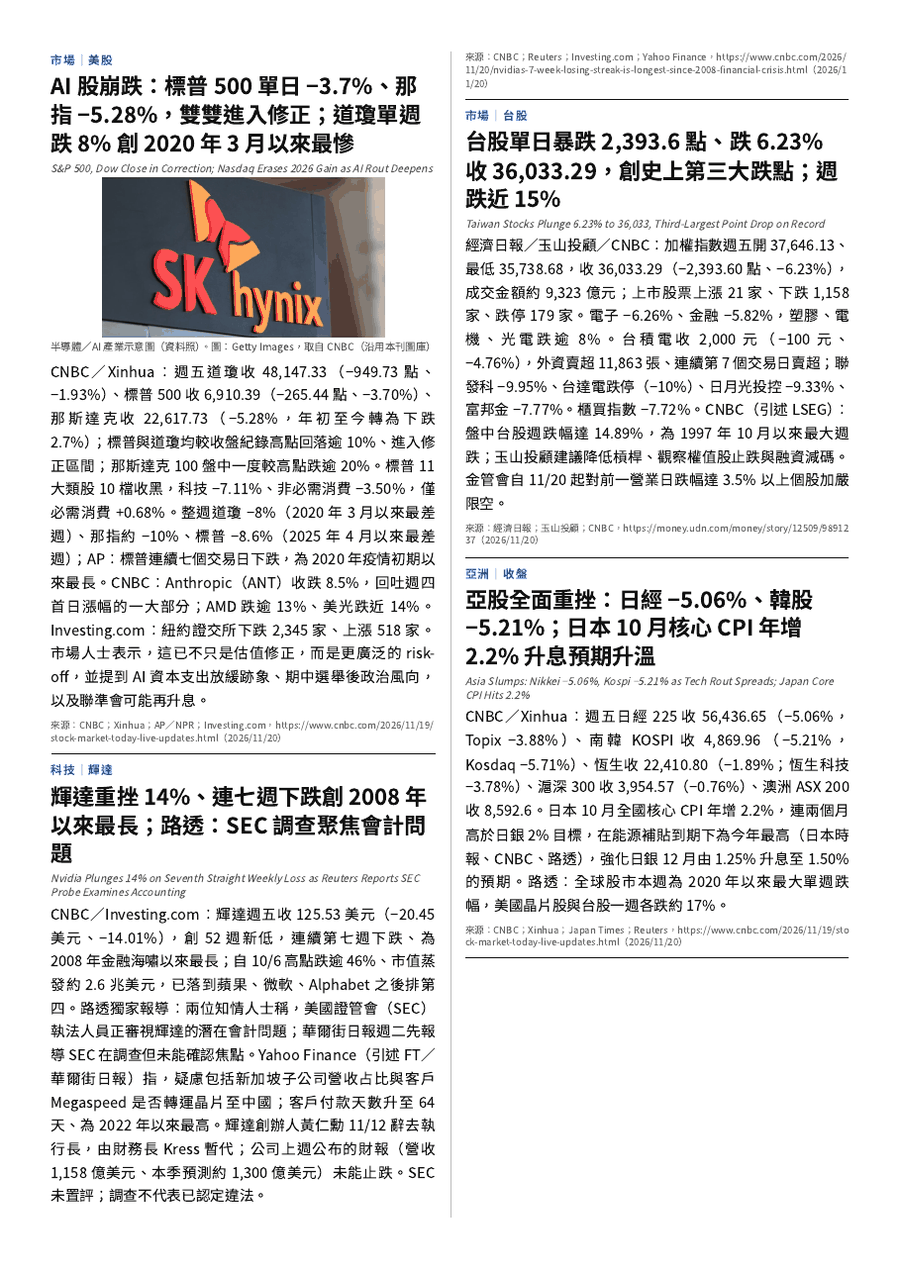 市場｜美股
AI 股崩跌：標普 500 單日 −3.7%、那
指 −5.28%，雙雙進入修正；道瓊單週
跌 8% 創 2020 年 3 月以來最慘
S&P 500, Dow Close in Correction; Nasdaq Erases 2026 Gain as AI Rout Deepens
SK hynix
半導體／AI 產業示意圖（資料照）。圖：Getty Images，取自 CNBC（沿用本刊圖庫）
CNBC／Xinhua：週五道瓊收 48,147.33（−949.73 點、
−1.93%）、標普 500 收 6,910.39（−265.44 點、−3.70%）、
那斯達克收 22,617.73（−5.28%，年初至今轉為下跌
2.7%）；標普與道瓊均較收盤紀錄高點回落逾 10%、進入修
正區間；那斯達克 100 盤中一度較高點跌逾 20%。標普 11
大類股 10 檔收黑，科技 −7.11%、非必需消費 −3.50%，僅
必需消費 +0.68%。整週道瓊 −8%（2020 年 3 月以來最差
週）、那指約 −10%、標普 −8.6%（2025 年 4 月以來最差
週）；AP：標普連續七個交易日下跌，為 2020 年疫情初期以
來最長。CNBC：Anthropic（ANT）收跌 8.5%，回吐週四
首日漲幅的一大部分；AMD 跌逾 13%、美光跌近 14%。
Investing.com：紐約證交所下跌 2,345 家、上漲 518 家。
市場人士表示，這已不只是估值修正，而是更廣泛的 risk-
off，並提到 AI 資本支出放緩跡象、期中選舉後政治風向，
以及聯準會可能再升息。
來源：CNBC；Xinhua；AP／NPR；Investing.com，https://www.cnbc.com/2026/11/19/
stock-market-today-live-updates.html（2026/11/20）
科技｜輝達
輝達重挫 14%、連七週下跌創 2008 年
以來最長；路透：SEC 調查聚焦會計問
題
Nvidia Plunges 14% on Seventh Straight Weekly Loss as Reuters Reports SEC
Probe Examines Accounting
CNBC／Investing.com：輝達週五收 125.53 美元（−20.45
美元、−14.01%），創 52 週新低，連續第七週下跌、為
2008 年金融海嘯以來最長；自 10/6 高點跌逾 46%、市值蒸
發約 2.6 兆美元，已落到蘋果、微軟、Alphabet 之後排第
四。路透獨家報導：兩位知情人士稱，美國證管會（SEC）
執法人員正審視輝達的潛在會計問題；華爾街日報週二先報
導 SEC 在調查但未能確認焦點。Yahoo Finance（引述 FT／
華爾街日報）指，疑慮包括新加坡子公司營收占比與客戶
Megaspeed 是否轉運晶片至中國；客戶付款天數升至 64
天、為 2022 年以來最高。輝達創辦人黃仁勳 11/12 辭去執
行長，由財務長 Kress 暫代；公司上週公布的財報（營收
1,158 億美元、本季預測約 1,300 億美元）未能止跌。SEC
未置評；調查不代表已認定違法。
來源：CNBC；Reuters；Investing.com；Yahoo Finance，https://www.cnbc.com/2026/
11/20/nvidias-7-week-losing-streak-is-longest-since-2008-financial-crisis.html（2026/1
1/20）
市場｜台股
台股單日暴跌 2,393.6 點、跌 6.23%
收 36,033.29，創史上第三大跌點；週
跌近 15%
Taiwan Stocks Plunge 6.23% to 36,033, Third-Largest Point Drop on Record
經濟日報／玉山投顧／CNBC：加權指數週五開 37,646.13、
最低 35,738.68，收 36,033.29（−2,393.60 點、−6.23%），
成交金額約 9,323 億元；上市股票上漲 21 家、下跌 1,158
家、跌停 179 家。電子 −6.26%、金融 −5.82%，塑膠、電
機、光電跌逾 8%。台積電收 2,000 元（−100 元、
−4.76%），外資賣超 11,863 張、連續第 7 個交易日賣超；聯
發科 −9.95%、台達電跌停（−10%）、日月光投控 −9.33%、
富邦金 −7.77%。櫃買指數 −7.72%。CNBC（引述 LSEG）：
盤中台股週跌幅達 14.89%，為 1997 年 10 月以來最大週
跌；玉山投顧建議降低槓桿、觀察權值股止跌與融資減碼。
金管會自 11/20 起對前一營業日跌幅達 3.5% 以上個股加嚴
限空。
來源：經濟日報；玉山投顧；CNBC，https://money.udn.com/money/story/12509/98912
37（2026/11/20）
亞洲｜收盤
亞股全面重挫：日經 −5.06%、韓股
−5.21%；日本 10 月核心 CPI 年增
2.2% 升息預期升溫
Asia Slumps: Nikkei −5.06%, Kospi −5.21% as Tech Rout Spreads; Japan Core
CPI Hits 2.2%
CNBC／Xinhua：週五日經 225 收 56,436.65（−5.06%，
Topix −3.88%）、南韓 KOSPI 收 4,869.96（−5.21%，
Kosdaq −5.71%）、恆生收 22,410.80（−1.89%；恆生科技
−3.78%）、滬深 300 收 3,954.57（−0.76%）、澳洲 ASX 200
收 8,592.6。日本 10 月全國核心 CPI 年增 2.2%，連兩個月
高於日銀 2% 目標，在能源補貼到期下為今年最高（日本時
報、CNBC、路透），強化日銀 12 月由 1.25% 升息至 1.50%
的預期。路透：全球股市本週為 2020 年以來最大單週跌
幅，美國晶片股與台股一週各跌約 17%。
來源：CNBC；Xinhua；Japan Times；Reuters，https://www.cnbc.com/2026/11/19/sto
ck-market-today-live-updates.html（2026/11/20）